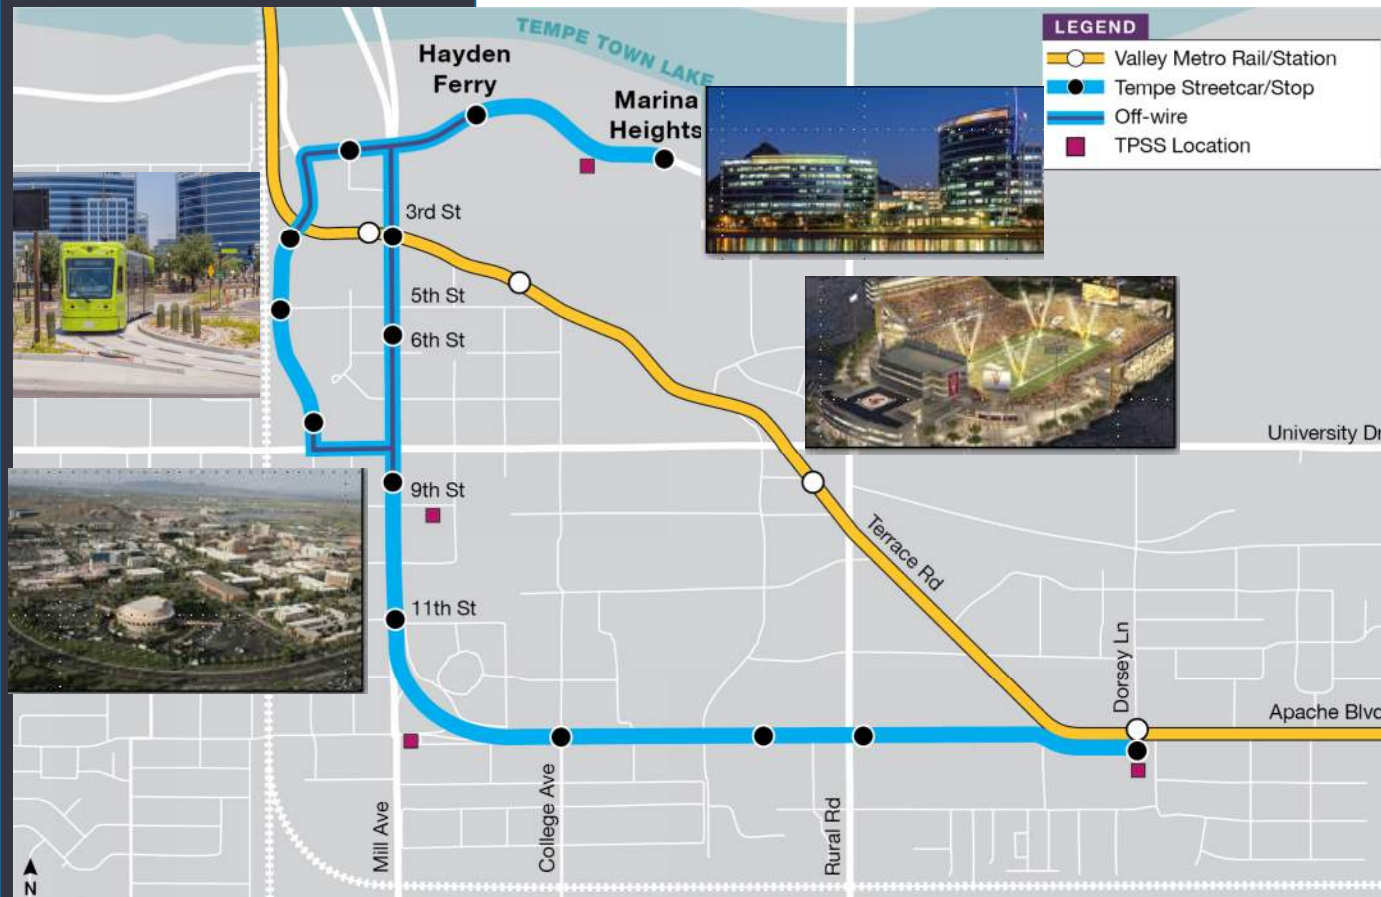 TEMPE TOWN LAKE
Hayden
Ferry
Marina
Heights
LEGEND
Valley Metro Rail/Station
Tempe Streetcar/Stop
Off-wire
TPSS Location
3rd St
5th St
6th St
University Dr
9th St
Terrace Rd
11th St
Dorsey Ln
Apache Blvd
Mill Ave
College Ave
Rural Rd
N